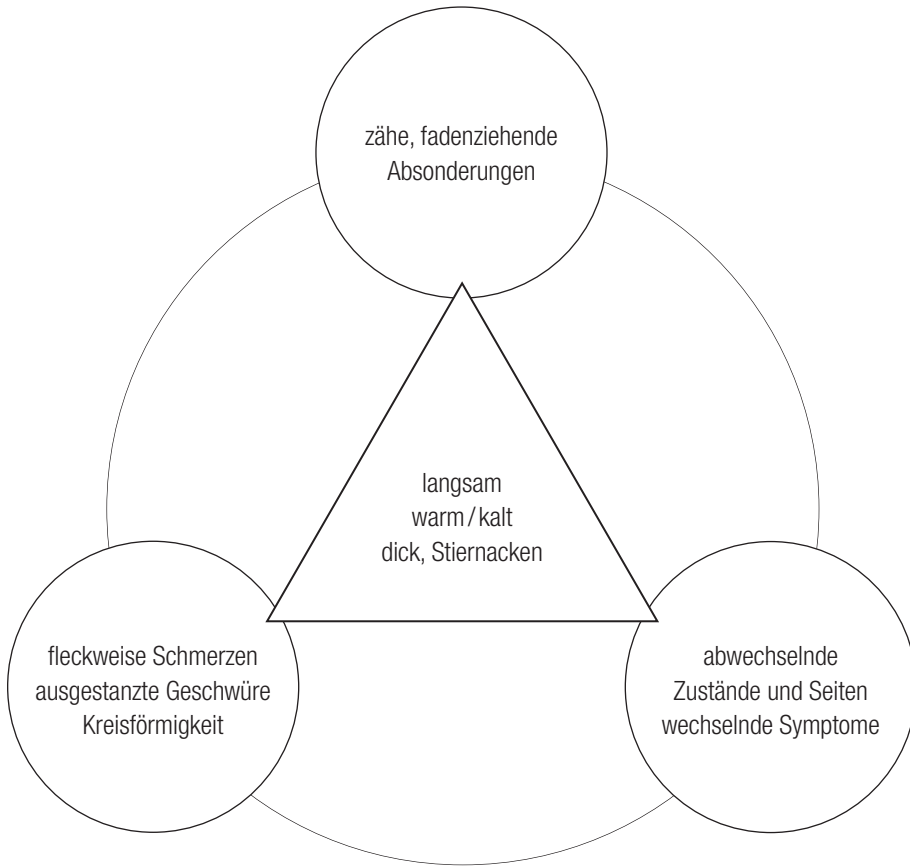 zähe, fadenziehende
Absonderungen
langsam
warm / kalt
dick, Stiernacken
fleckweise Schmerzen
ausgestanzte Geschwüre
Kreisförmigkeit
abwechselnde
Zustände und Seiten
wechselnde Symptome